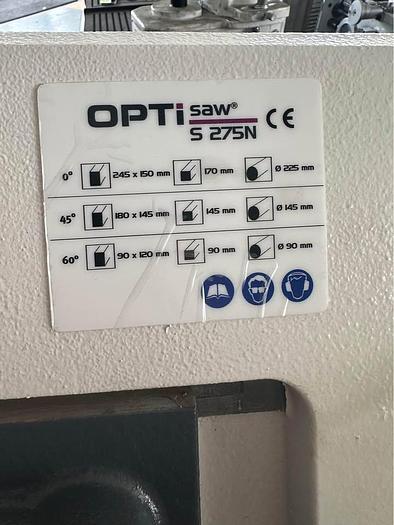 OPTi saw®
S 275N
CE
0° 245 x 150 mm 170 mm Ø 225 mm
45° 180 x 145 mm 145 mm Ø 145 mm
60° 90 x 120 mm 90 mm Ø 90 mm